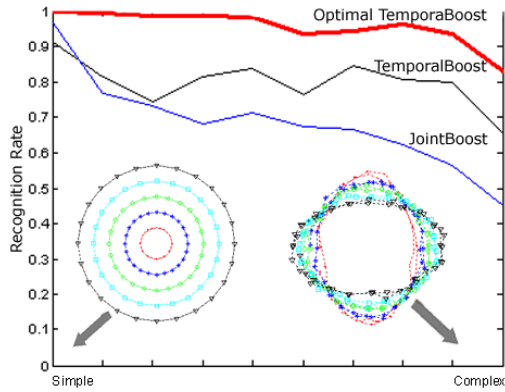 1
Optimal TemporaBoost
0.9
TemporalBoost
0.8
0.7
JointBoost
0.6
Recognition Rate
0.5
0.4
0.3
0.2
0.1
0
Simple
Complex